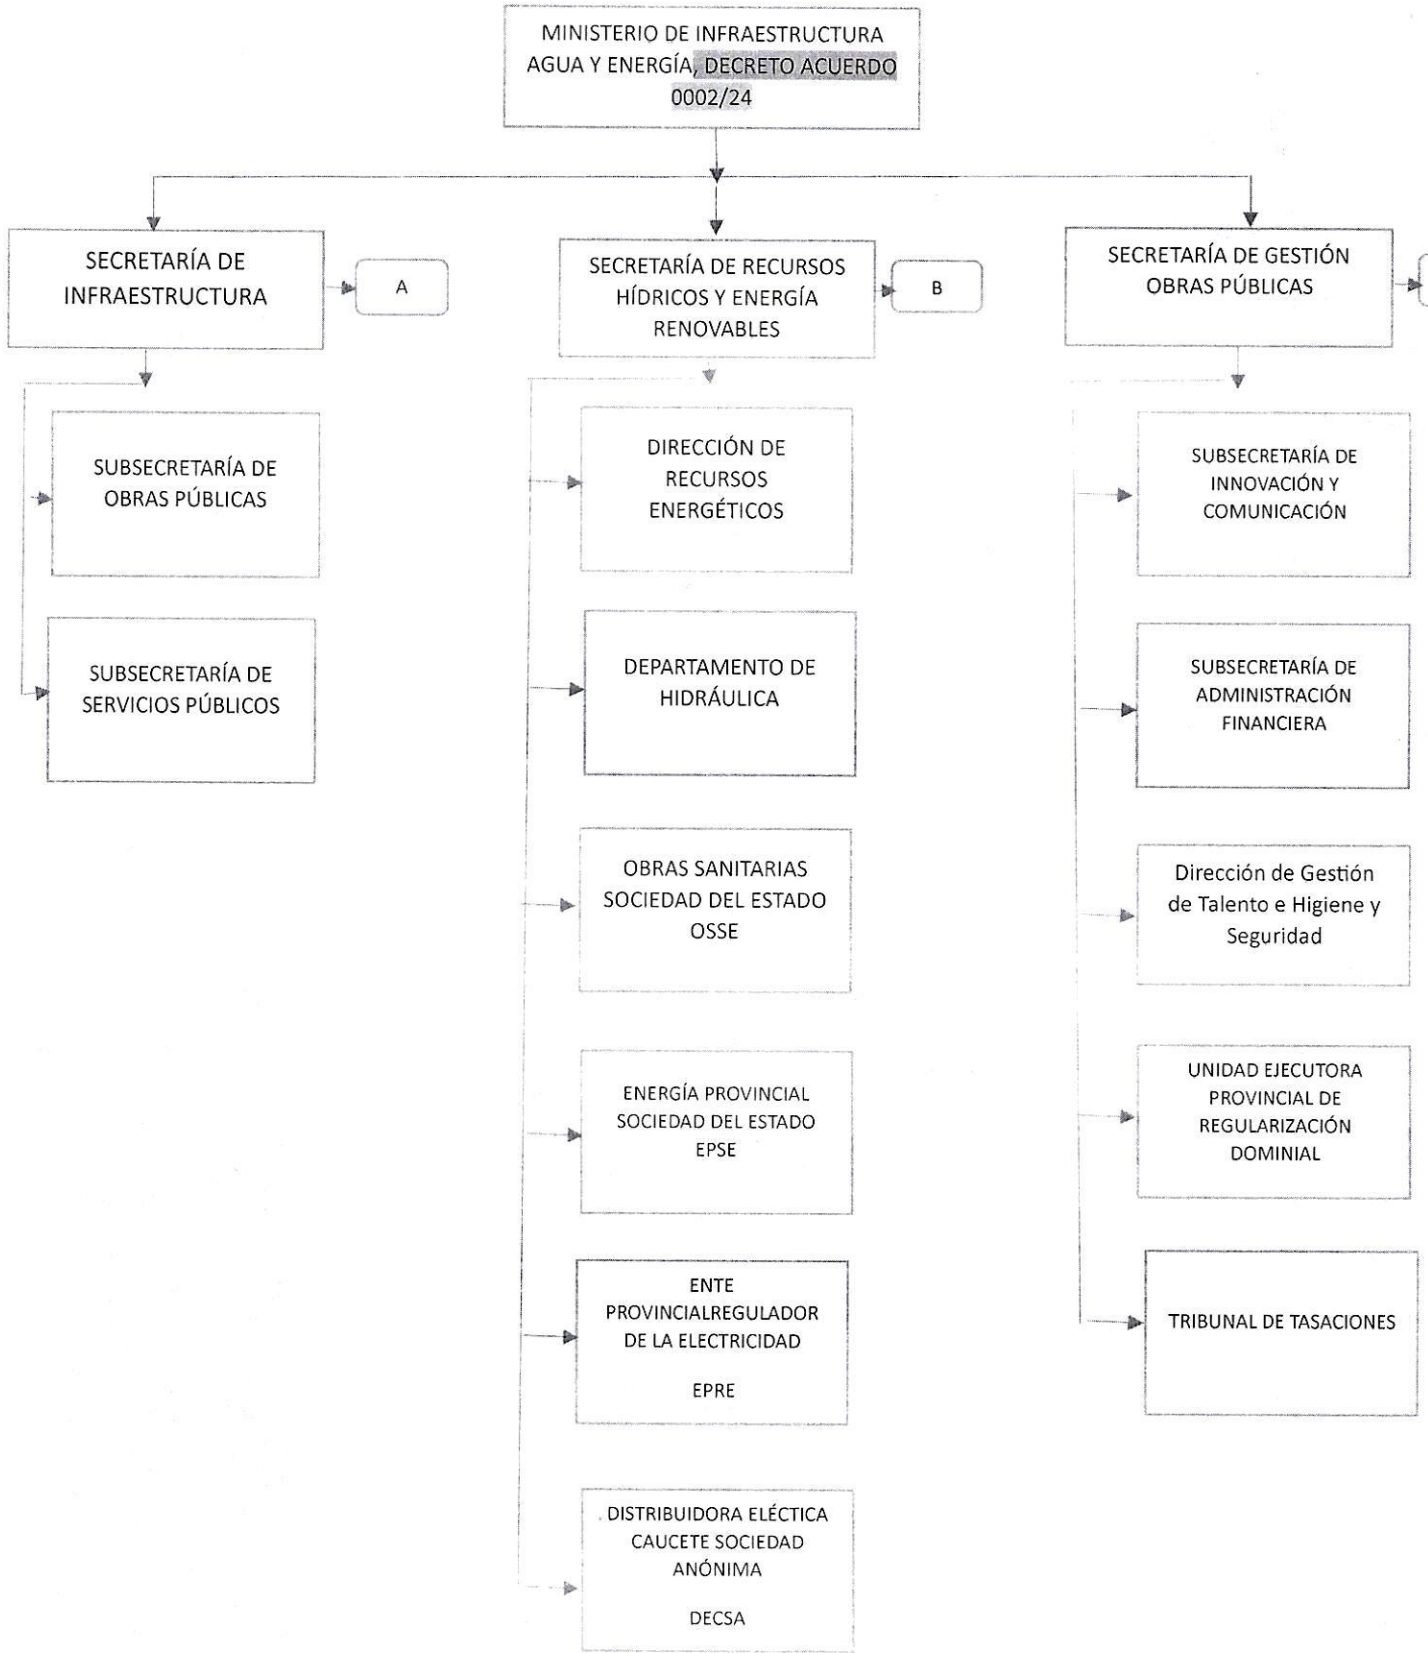 MINISTERIO DE INFRAESTRUCTURA
AGUA Y ENERGÍA, DECRETO ACUERDO
0002/24
SECRETARÍA DE
INFRAESTRUCTURA
A
SECRETARÍA DE RECURSOS
HÍDRICOS Y ENERGÍA
RENOVABLES
B
SECRETARÍA DE GESTIÓN
OBRAS PÚBLICAS
SUBSECRETARÍA DE
OBRAS PÚBLICAS
SUBSECRETARÍA DE
SERVICIOS PÚBLICOS
DIRECCIÓN DE
RECURSOS
ENERGÉTICOS
DEPARTAMENTO DE
HIDRÁULICA
OBRAS SANITARIAS
SOCIEDAD DEL ESTADO
OSSE
ENERGÍA PROVINCIAL
SOCIEDAD DEL ESTADO
EPSE
ENTE
PROVINCIALREGULADOR
DE LA ELECTRICIDAD
EPRE
DISTRIBUIDORA ELÉCTICA
CAUCETE SOCIEDAD
ANÓNIMA
DECSA
SUBSECRETARÍA DE
INNOVACIÓN Y
COMUNICACIÓN
SUBSECRETARÍA DE
ADMINISTRACIÓN
FINANCIERA
Dirección de Gestión
de Talento e Higiene y
Seguridad
UNIDAD EJECUTORA
PROVINCIAL DE
REGULARIZACIÓN
DOMINIAL
TRIBUNAL DE TASACIONES